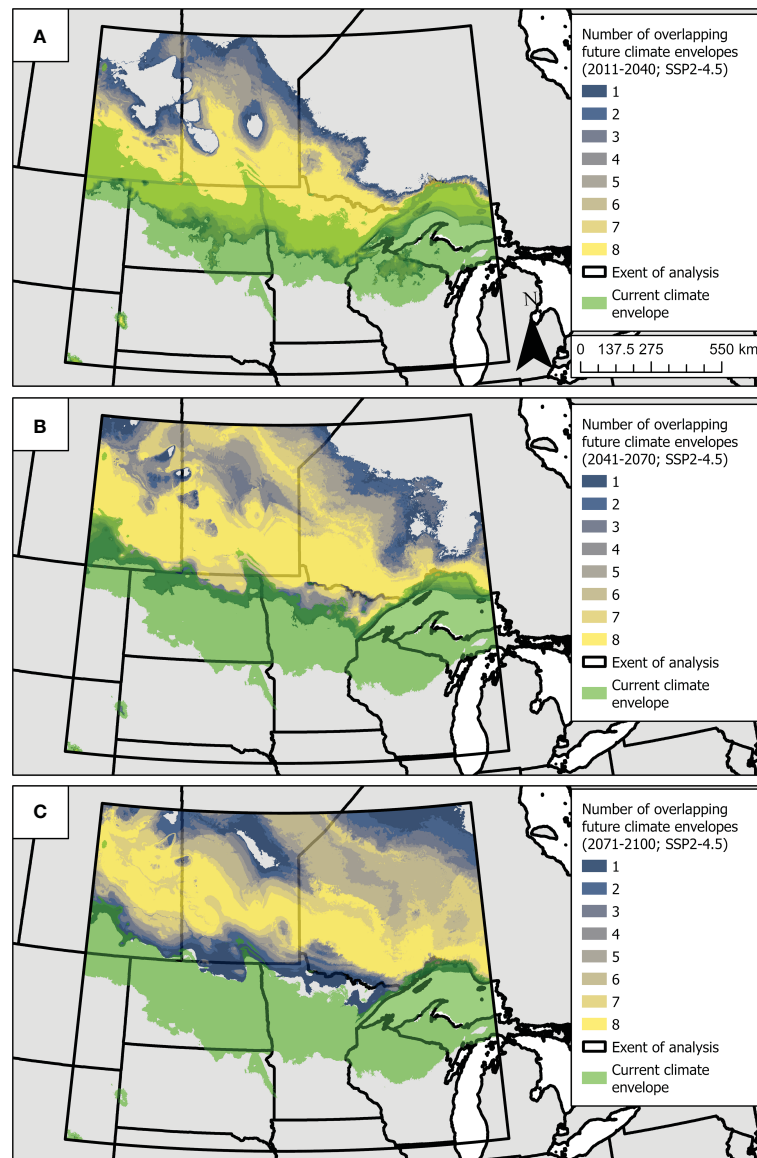 A
Number of overlapping
future climate envelopes
(2011-2040; SSP2-4.5)
1
2
3
4
5
6
7
8
Exent of analysis
Current climate
envelope
N
0 137.5 275 550 km
B
Number of overlapping
future climate envelopes
(2041-2070; SSP2-4.5)
1
2
3
4
5
6
7
8
Exent of analysis
Current climate
envelope
C
Number of overlapping
future climate envelopes
(2071-2100; SSP2-4.5)
1
2
3
4
5
6
7
8
Exent of analysis
Current climate
envelope